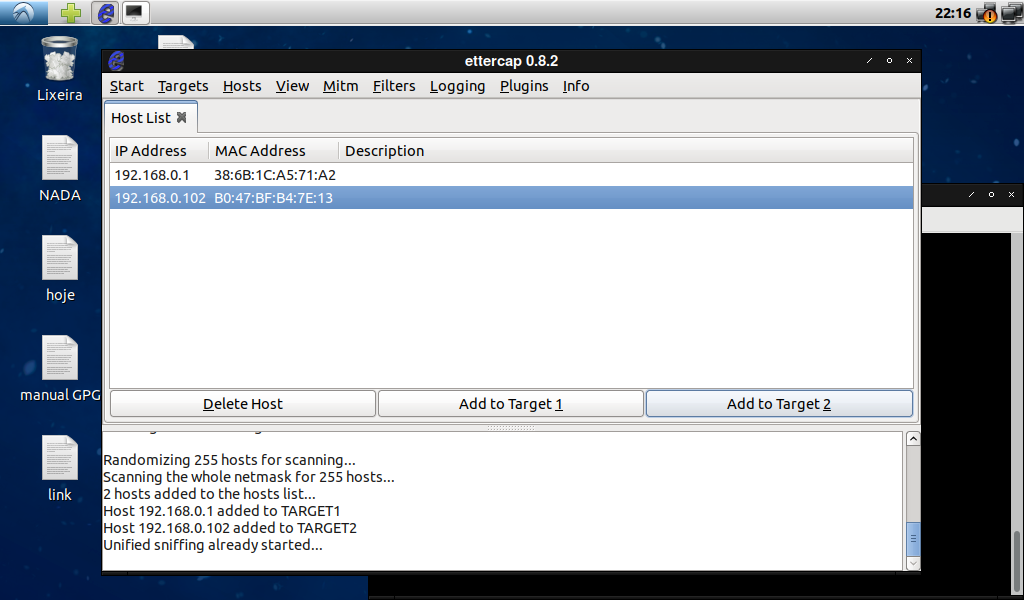 22:16
Lixeira
NADA
hoje
manual GPG
link
ettercap 0.8.2
Start Targets Hosts View Mitm Filters Logging Plugins Info
Host List
IP Address MAC Address Description
192.168.0.1 38:6B:1C:A5:71:A2
192.168.0.102 B0:47:BF:B4:7E:13
Delete Host Add to Target 1 Add to Target 2
Randomizing 255 hosts for scanning...
Scanning the whole netmask for 255 hosts...
2 hosts added to the hosts list...
Host 192.168.0.1 added to TARGET1
Host 192.168.0.102 added to TARGET2
Unified sniffing already started...